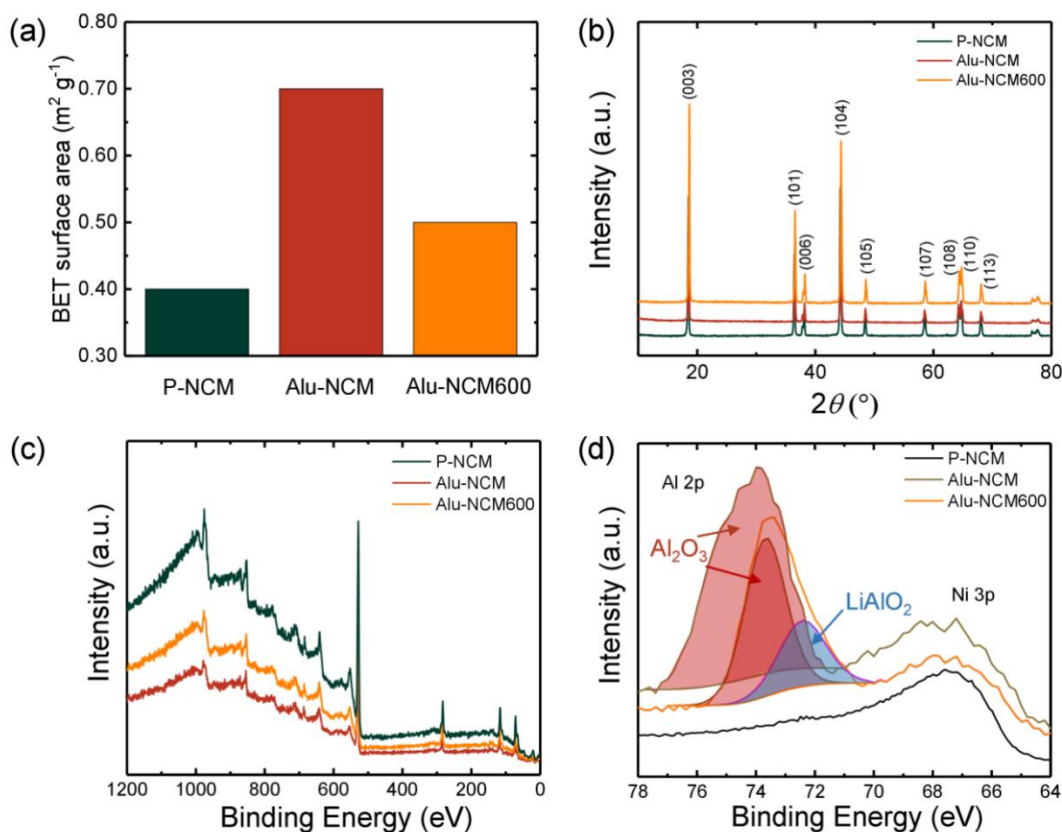 (a)
BET surface area (m² g⁻¹)
0.80
0.70
0.60
0.50
0.40
0.30
P-NCM
Alu-NCM
Alu-NCM600
(b)
Intensity (a.u.)
P-NCM
Alu-NCM
Alu-NCM600
(003)
(101)
(006)
(104)
(105)
(107)
(108)
(110)
(113)
20
40
60
80
2θ (°)
(c)
Intensity (a.u.)
P-NCM
Alu-NCM
Alu-NCM600
1200
1000
800
600
400
200
0
Binding Energy (eV)
(d)
Intensity (a.u.)
Al 2p
P-NCM
Alu-NCM
Alu-NCM600
Al₂O₃
LiAlO₂
Ni 3p
78
76
74
72
70
68
66
64
Binding Energy (eV)